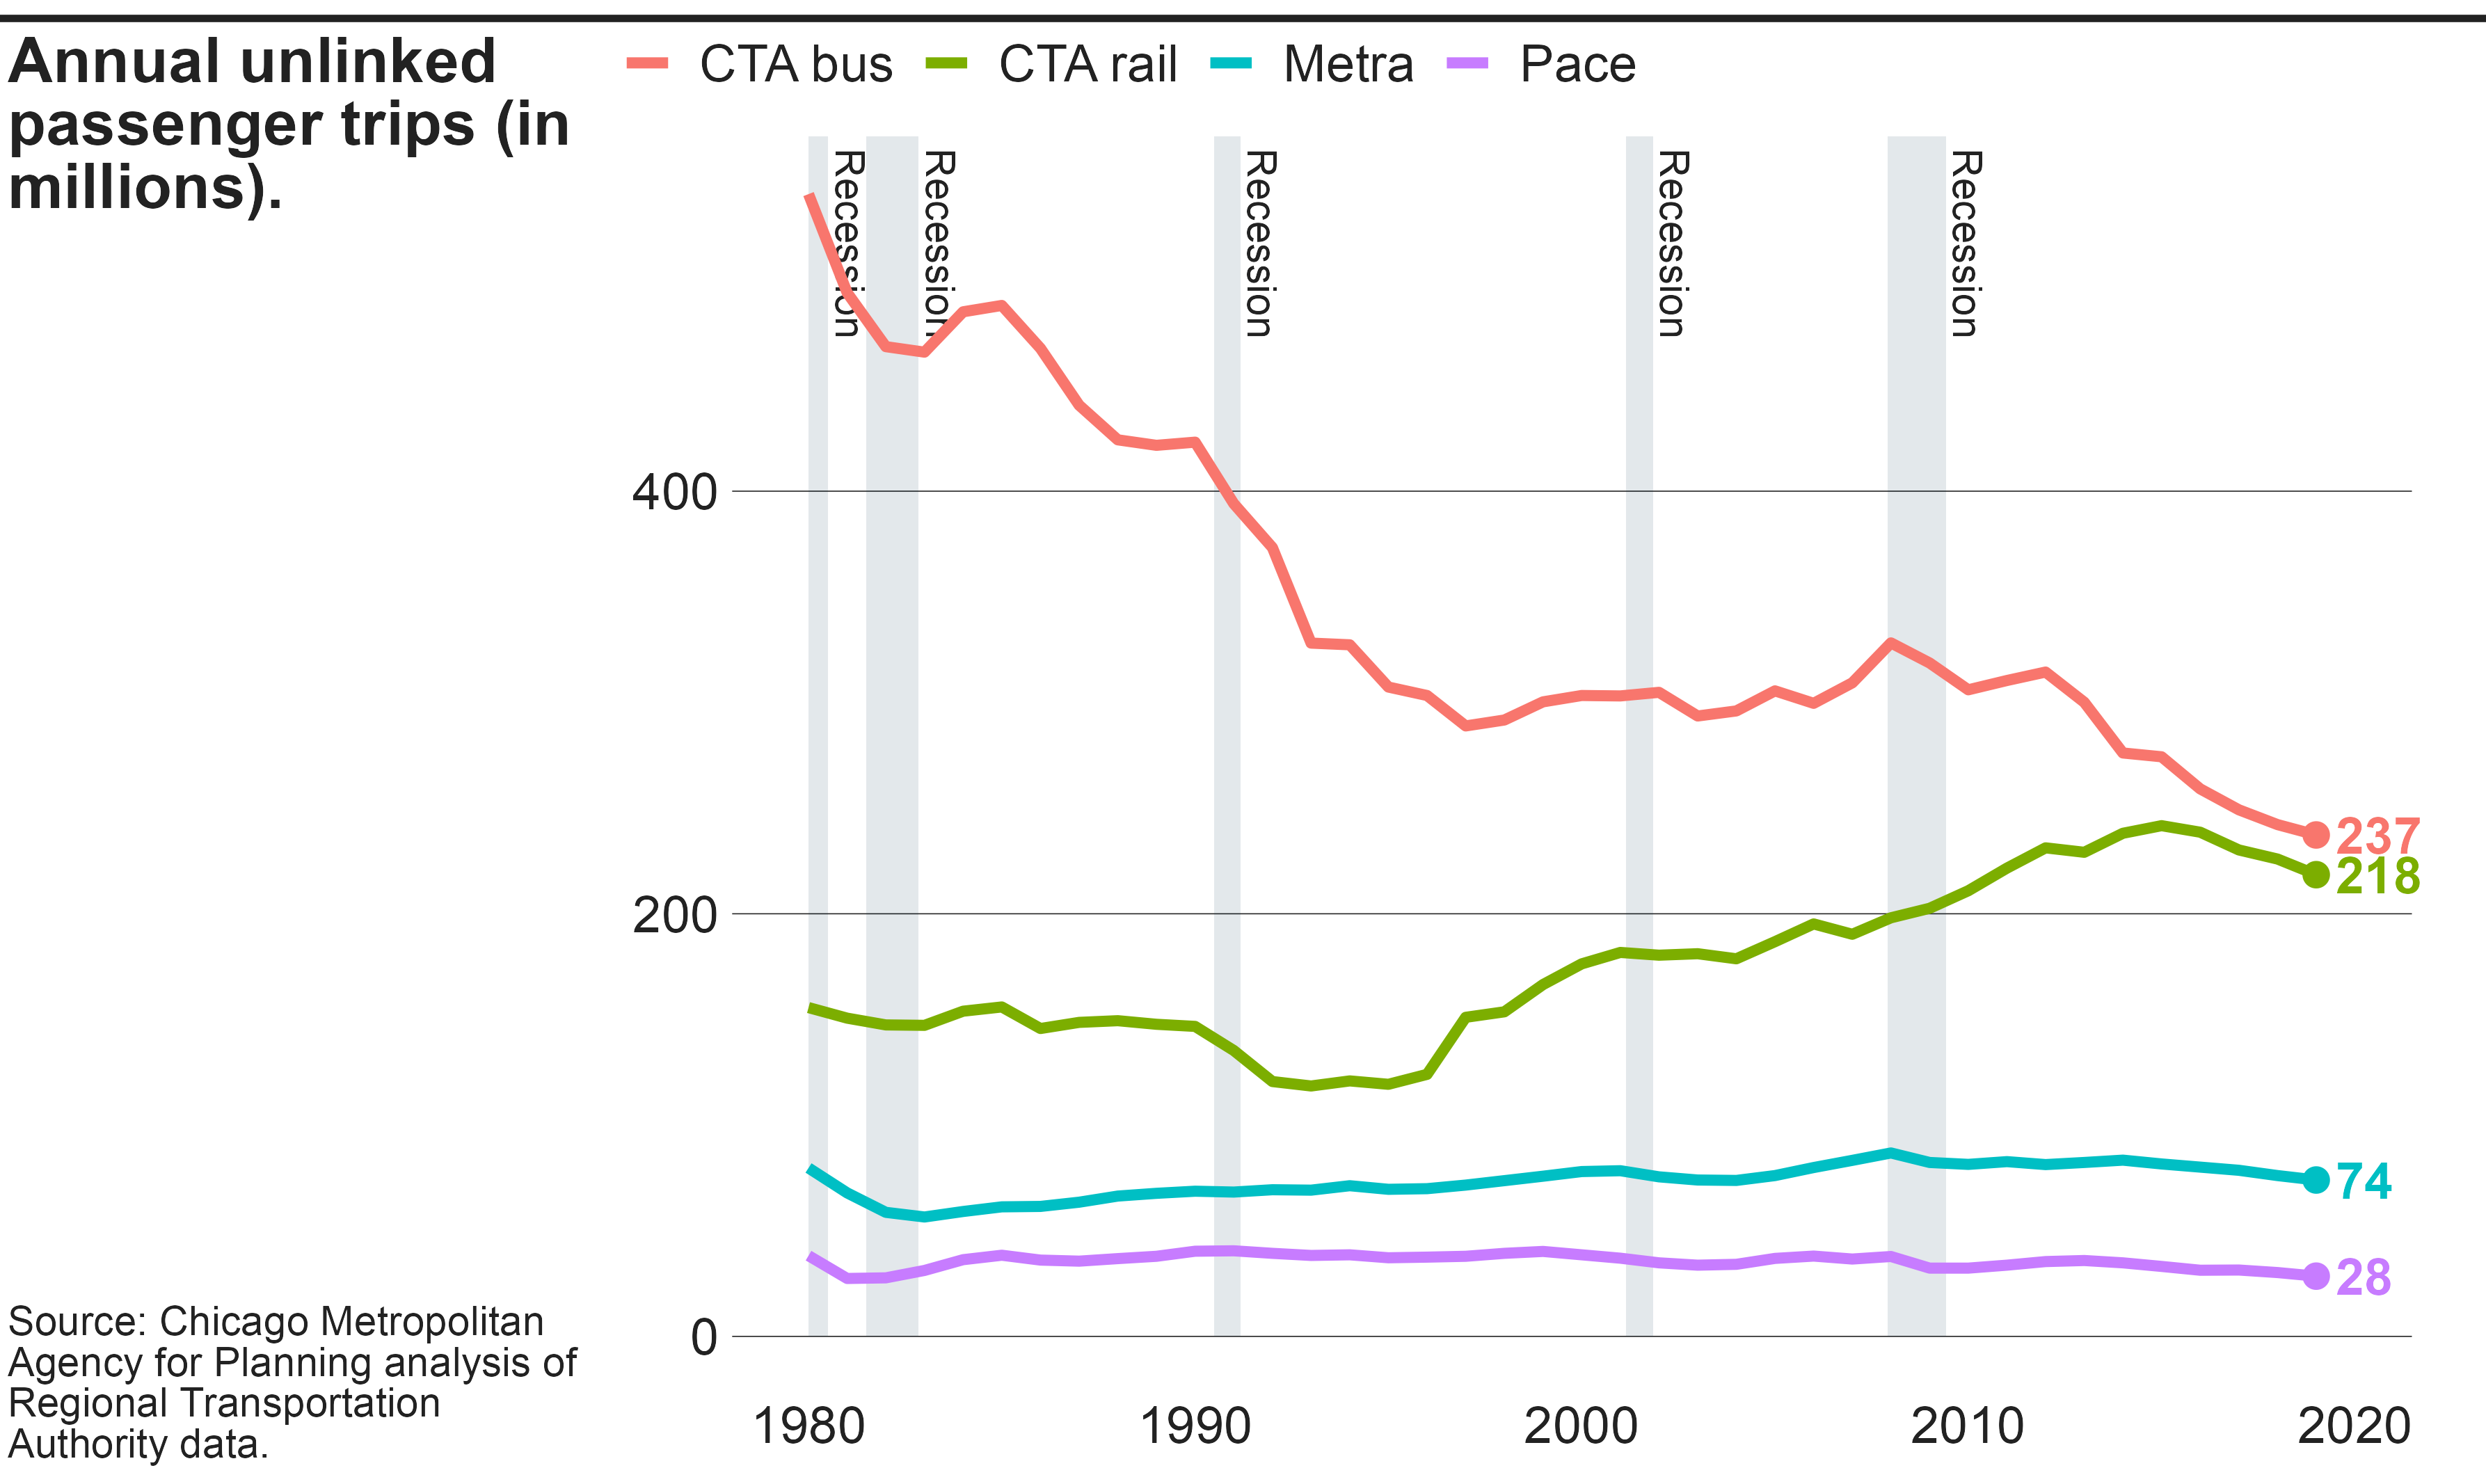 Annual unlinked
passenger trips (in
millions).
CTA bus CTA rail Metra Pace
Recession Recession Recession Recession Recession
400
200
0
237
218
74
28
1980 1990 2000 2010 2020
Source: Chicago Metropolitan
Agency for Planning analysis of
Regional Transportation
Authority data.